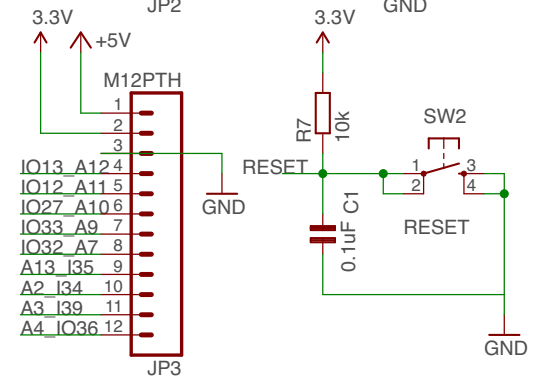 JP2
GND
3.3V
+5V
M12PTH
1
2
3
IO13_A12 4
IO12_A11 5
IO27_A10 6
IO33_A9 7
IO32_A7 8
A13_I35 9
A2_I34 10
A3_I39 11
A4_IO36 12
GND
JP3
3.3V
R7
10k
RESET
C1
0.1uF
SW2
1
3
2
4
RESET
GND